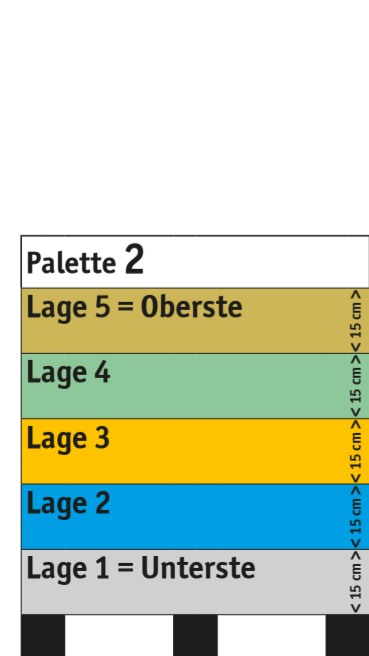 Palette 2
Lage 5 = Oberste
< 15 cm >
Lage 4
< 15 cm >
Lage 3
< 15 cm >
Lage 2
< 15 cm >
Lage 1 = Unterste
< 15 cm >